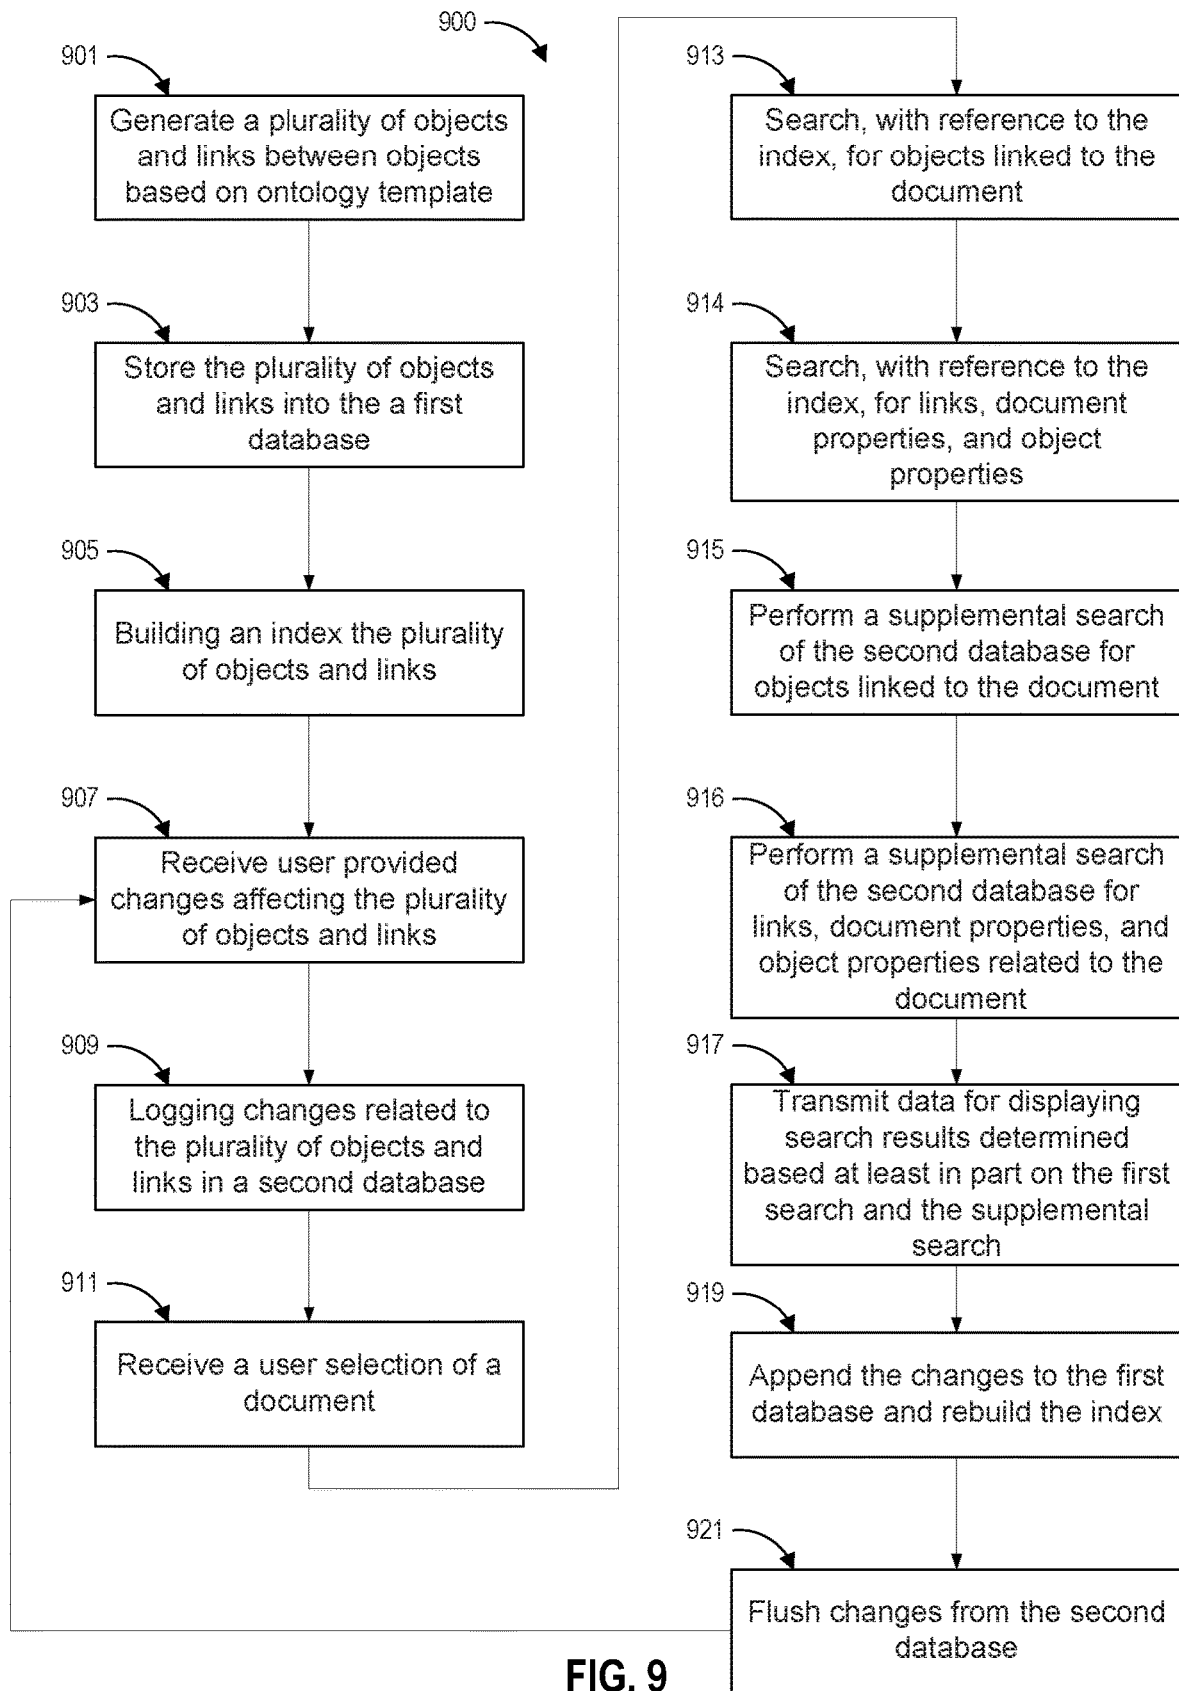 900
901
Generate a plurality of objects
and links between objects
based on ontology template
903
Store the plurality of objects
and links into the a first
database
905
Building an index the plurality
of objects and links
907
Receive user provided
changes affecting the plurality
of objects and links
909
Logging changes related to
the plurality of objects and
links in a second database
911
Receive a user selection of a
document
913
Search, with reference to the
index, for objects linked to the
document
914
Search, with reference to the
index, for links, document
properties, and object
properties
915
Perform a supplemental search
of the second database for
objects linked to the document
916
Perform a supplemental search
of the second database for
links, document properties, and
object properties related to the
document
917
Transmit data for displaying
search results determined
based at least in part on the first
search and the supplemental
search
919
Append the changes to the first
database and rebuild the index
921
Flush changes from the second
database
FIG. 9